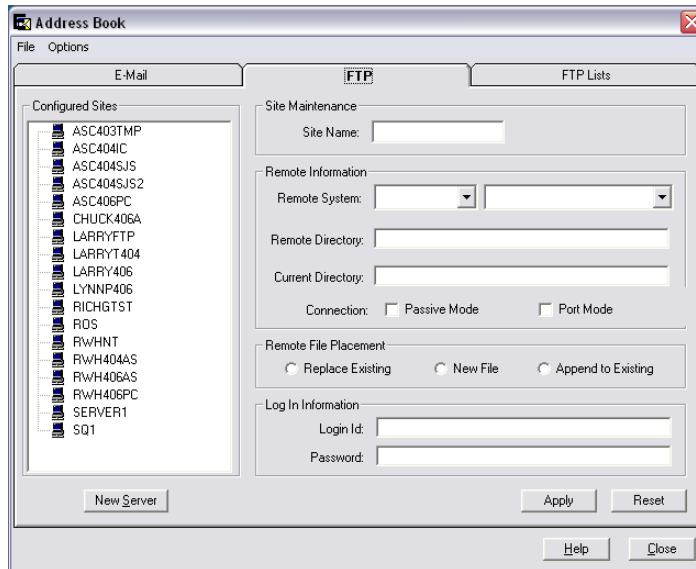 Address Book
File Options
E-Mail FTP FTP Lists
Configured Sites
ASC403TMP
ASC404IC
ASC404SJS
ASC404SJS2
ASC406PC
CHUCK406A
LARRYFTP
LARRYT404
LARRY406
LYNNP406
RICHGTST
ROS
RWHNT
RWH404AS
RWH406AS
RWH406PC
SERVER1
SQ1
New Server
Site Maintenance
Site Name:
Remote Information
Remote System:
Remote Directory:
Current Directory:
Connection: Passive Mode Port Mode
Remote File Placement
Replace Existing New File Append to Existing
Log In Information
Login Id:
Password:
Apply Reset
Help Close